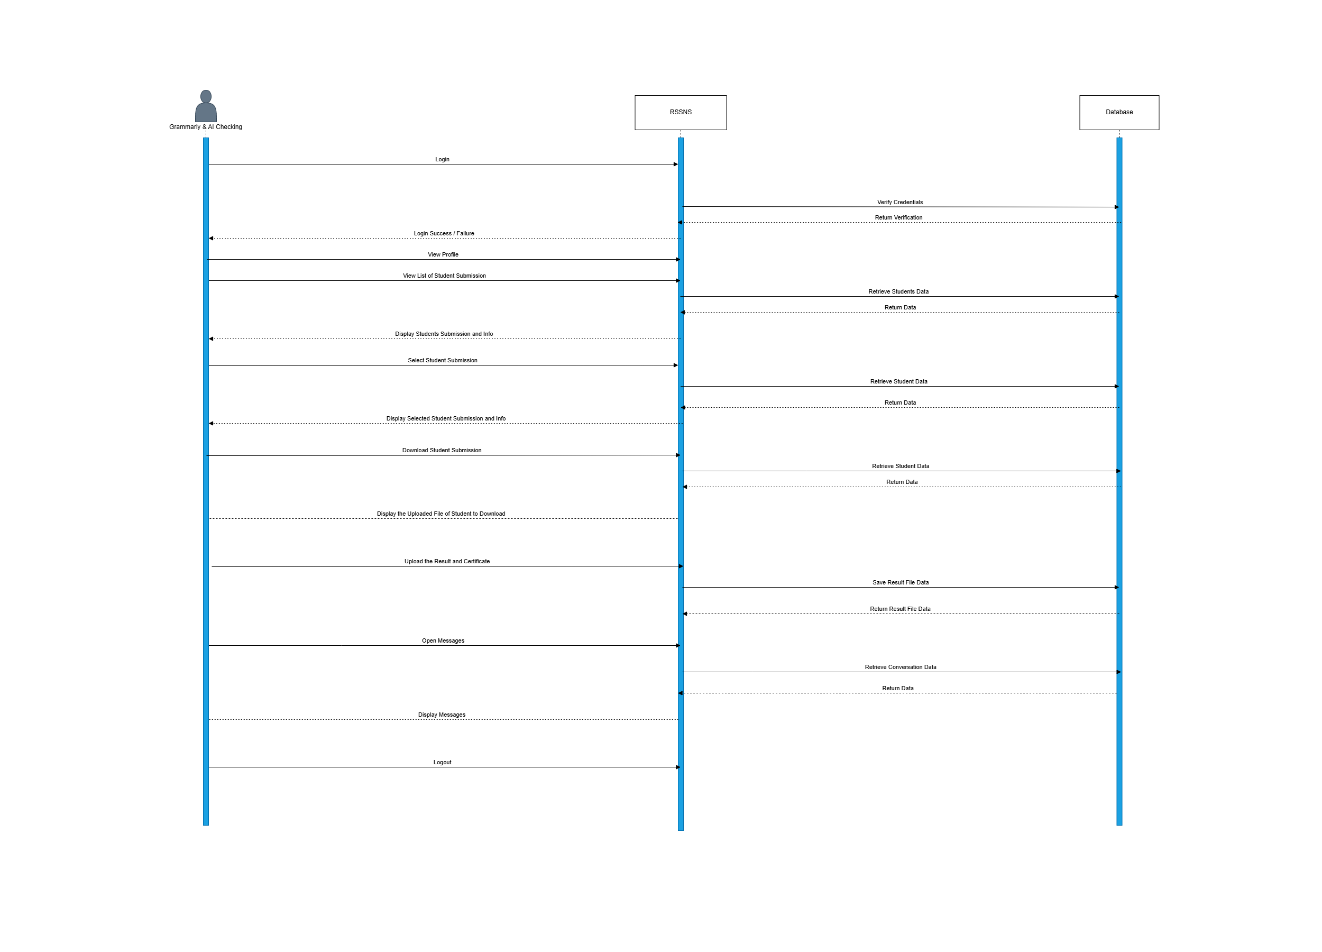 Grammarly & AI Checking
RSSNS
Database
Login
Verify Credentials
Return Verification
Login Success / Failure
View Profile
View List of Student Submission
Retrieve Students Data
Return Data
Display Students Submission and Info
Select Student Submission
Retrieve Student Data
Return Data
Display Selected Student Submission and Info
Download Student Submission
Retrieve Student Data
Return Data
Display the Uploaded File of Student to Download
Upload the Result and Certificate
Save Result File Data
Return Result File Data
Open Messages
Retrieve Conversation Data
Return Data
Display Messages
Logout